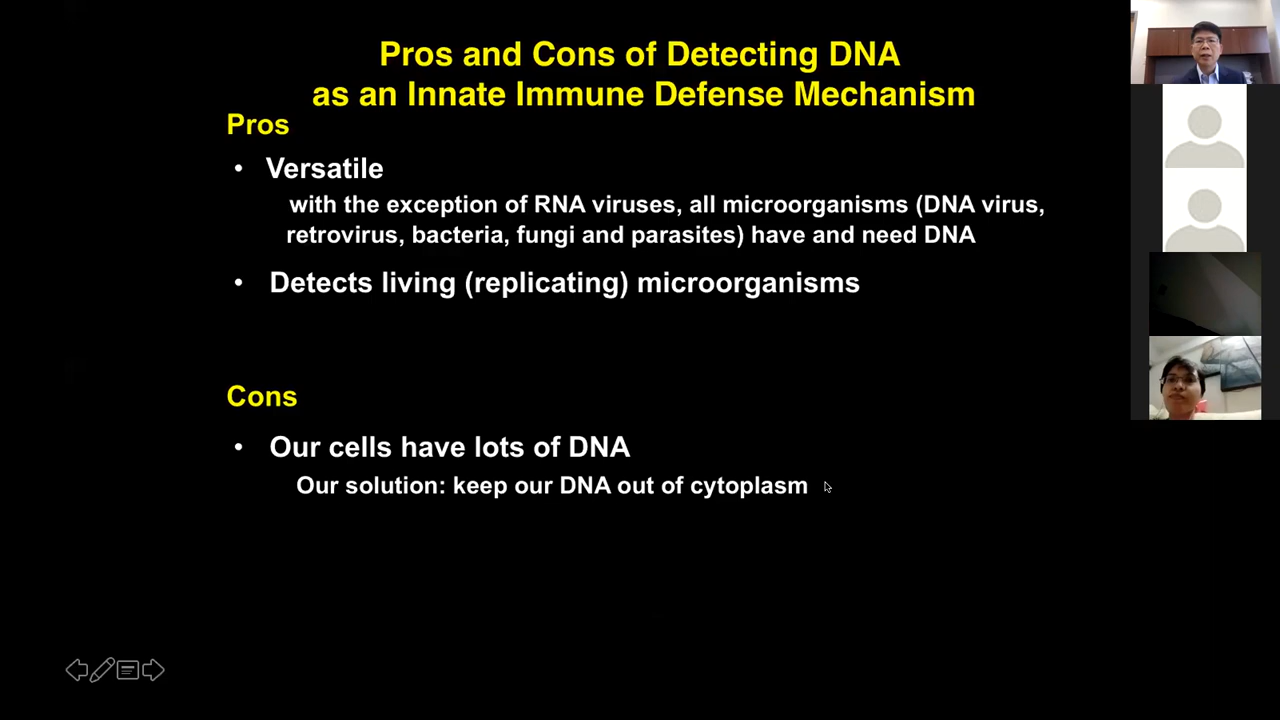 Pros and Cons of Detecting DNA
as an Innate Immune Defense Mechanism
Pros
• Versatile
with the exception of RNA viruses, all microorganisms (DNA virus,
retrovirus, bacteria, fungi and parasites) have and need DNA
• Detects living (replicating) microorganisms
Cons
• Our cells have lots of DNA
Our solution: keep our DNA out of cytoplasm